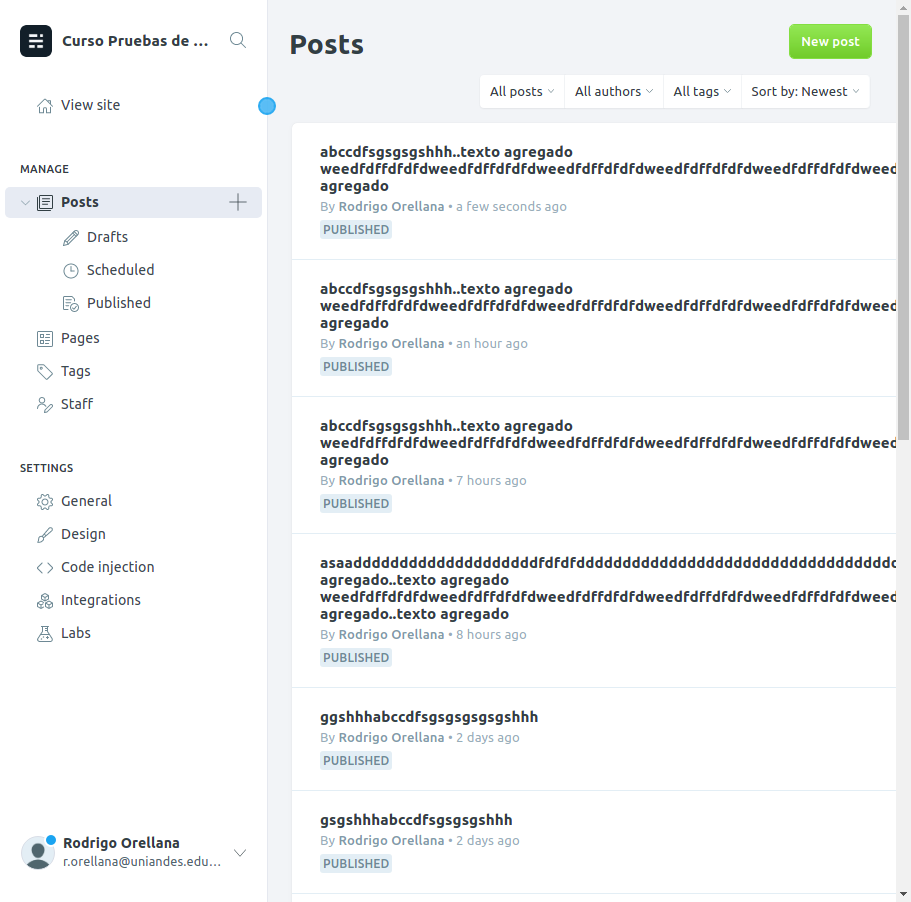 Curso Pruebas de ...
View site
MANAGE
Posts
Drafts
Scheduled
Published
Pages
Tags
Staff
SETTINGS
General
Design
Code injection
Integrations
Labs
Rodrigo Orellana
r.orellana@uniandes.edu...
Posts
New post
All posts
All authors
All tags
Sort by: Newest
abccdfsgsgsgshhh..texto agregado
weedfdffdfdfdweedfdffdfdfdweedfdffdfdfdweedfdffdfdfdweedfdffdfdfdweed
agregado
By Rodrigo Orellana • a few seconds ago
PUBLISHED
abccdfsgsgsgshhh..texto agregado
weedfdffdfdfdweedfdffdfdfdweedfdffdfdfdweedfdffdfdfdweedfdffdfdfdweed
agregado
By Rodrigo Orellana • an hour ago
PUBLISHED
abccdfsgsgsgshhh..texto agregado
weedfdffdfdfdweedfdffdfdfdweedfdffdfdfdweedfdffdfdfdweedfdffdfdfdweed
agregado
By Rodrigo Orellana • 7 hours ago
PUBLISHED
agregado..texto agregado
weedfdffdfdfdweedfdffdfdfdweedfdffdfdfdweedfdffdfdfdweedfdffdfdfdweed
agregado..texto agregado
By Rodrigo Orellana • 8 hours ago
PUBLISHED
ggshhhabccdfsgsgsgsgsgshhh
By Rodrigo Orellana • 2 days ago
PUBLISHED
gsgshhhabccdfsgsgsgshhh
By Rodrigo Orellana • 2 days ago
PUBLISHED